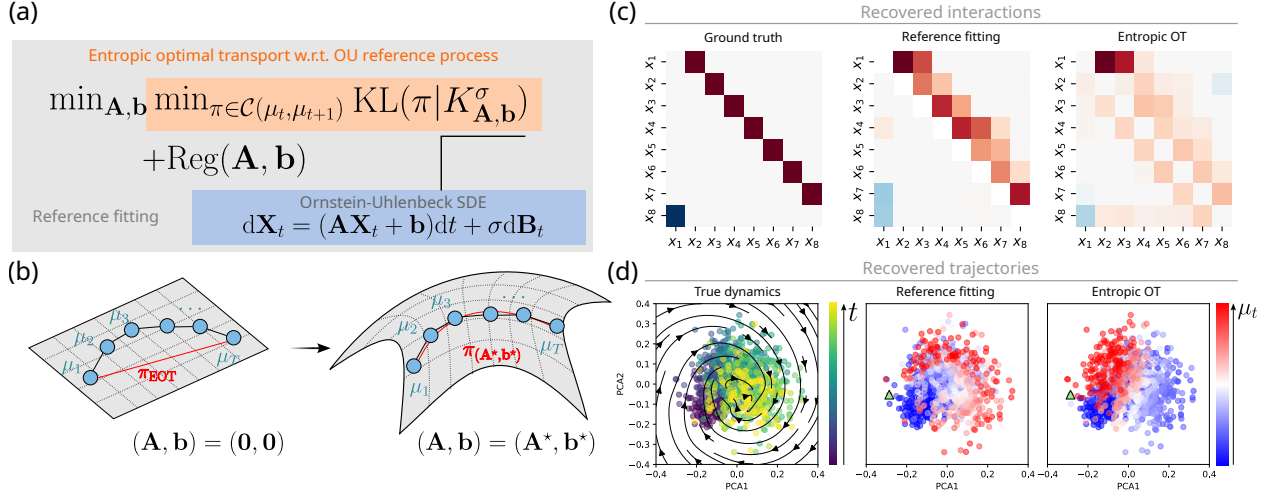 (a)
Entropic optimal transport w.r.t. OU reference process
min_{A,b} min_{π∈C(μ_t,μ_{t+1})} KL(π|K^σ_{A,b})
+Reg(A, b)
Reference fitting
Ornstein-Uhlenbeck SDE
dX_t = (AX_t + b)dt + σdB_t
(b)
μ_1
μ_2
μ_3
...
μ_T
π_EOT
(A, b) = (0, 0)
μ_1
μ_2
μ_3
...
μ_T
π_(A⋆,b⋆)
(A, b) = (A⋆, b⋆)
(c)
Recovered interactions
Ground truth
x_1
x_2
x_3
x_4
x_5
x_6
x_7
x_8
x_1 x_2 x_3 x_4 x_5 x_6 x_7 x_8
Reference fitting
x_1
x_2
x_3
x_4
x_5
x_6
x_7
x_8
x_1 x_2 x_3 x_4 x_5 x_6 x_7 x_8
Entropic OT
x_1
x_2
x_3
x_4
x_5
x_6
x_7
x_8
x_1 x_2 x_3 x_4 x_5 x_6 x_7 x_8
(d)
Recovered trajectories
True dynamics
PCA2
0.3
0.2
0.1
0.0
−0.1
−0.2
−0.3
−0.4
−0.4 −0.2 0.0 0.2 0.4
PCA1
t
Reference fitting
−0.2 0.0 0.2 0.4
PCA1
Entropic OT
−0.2 0.0 0.2 0.4
PCA1
μ_t